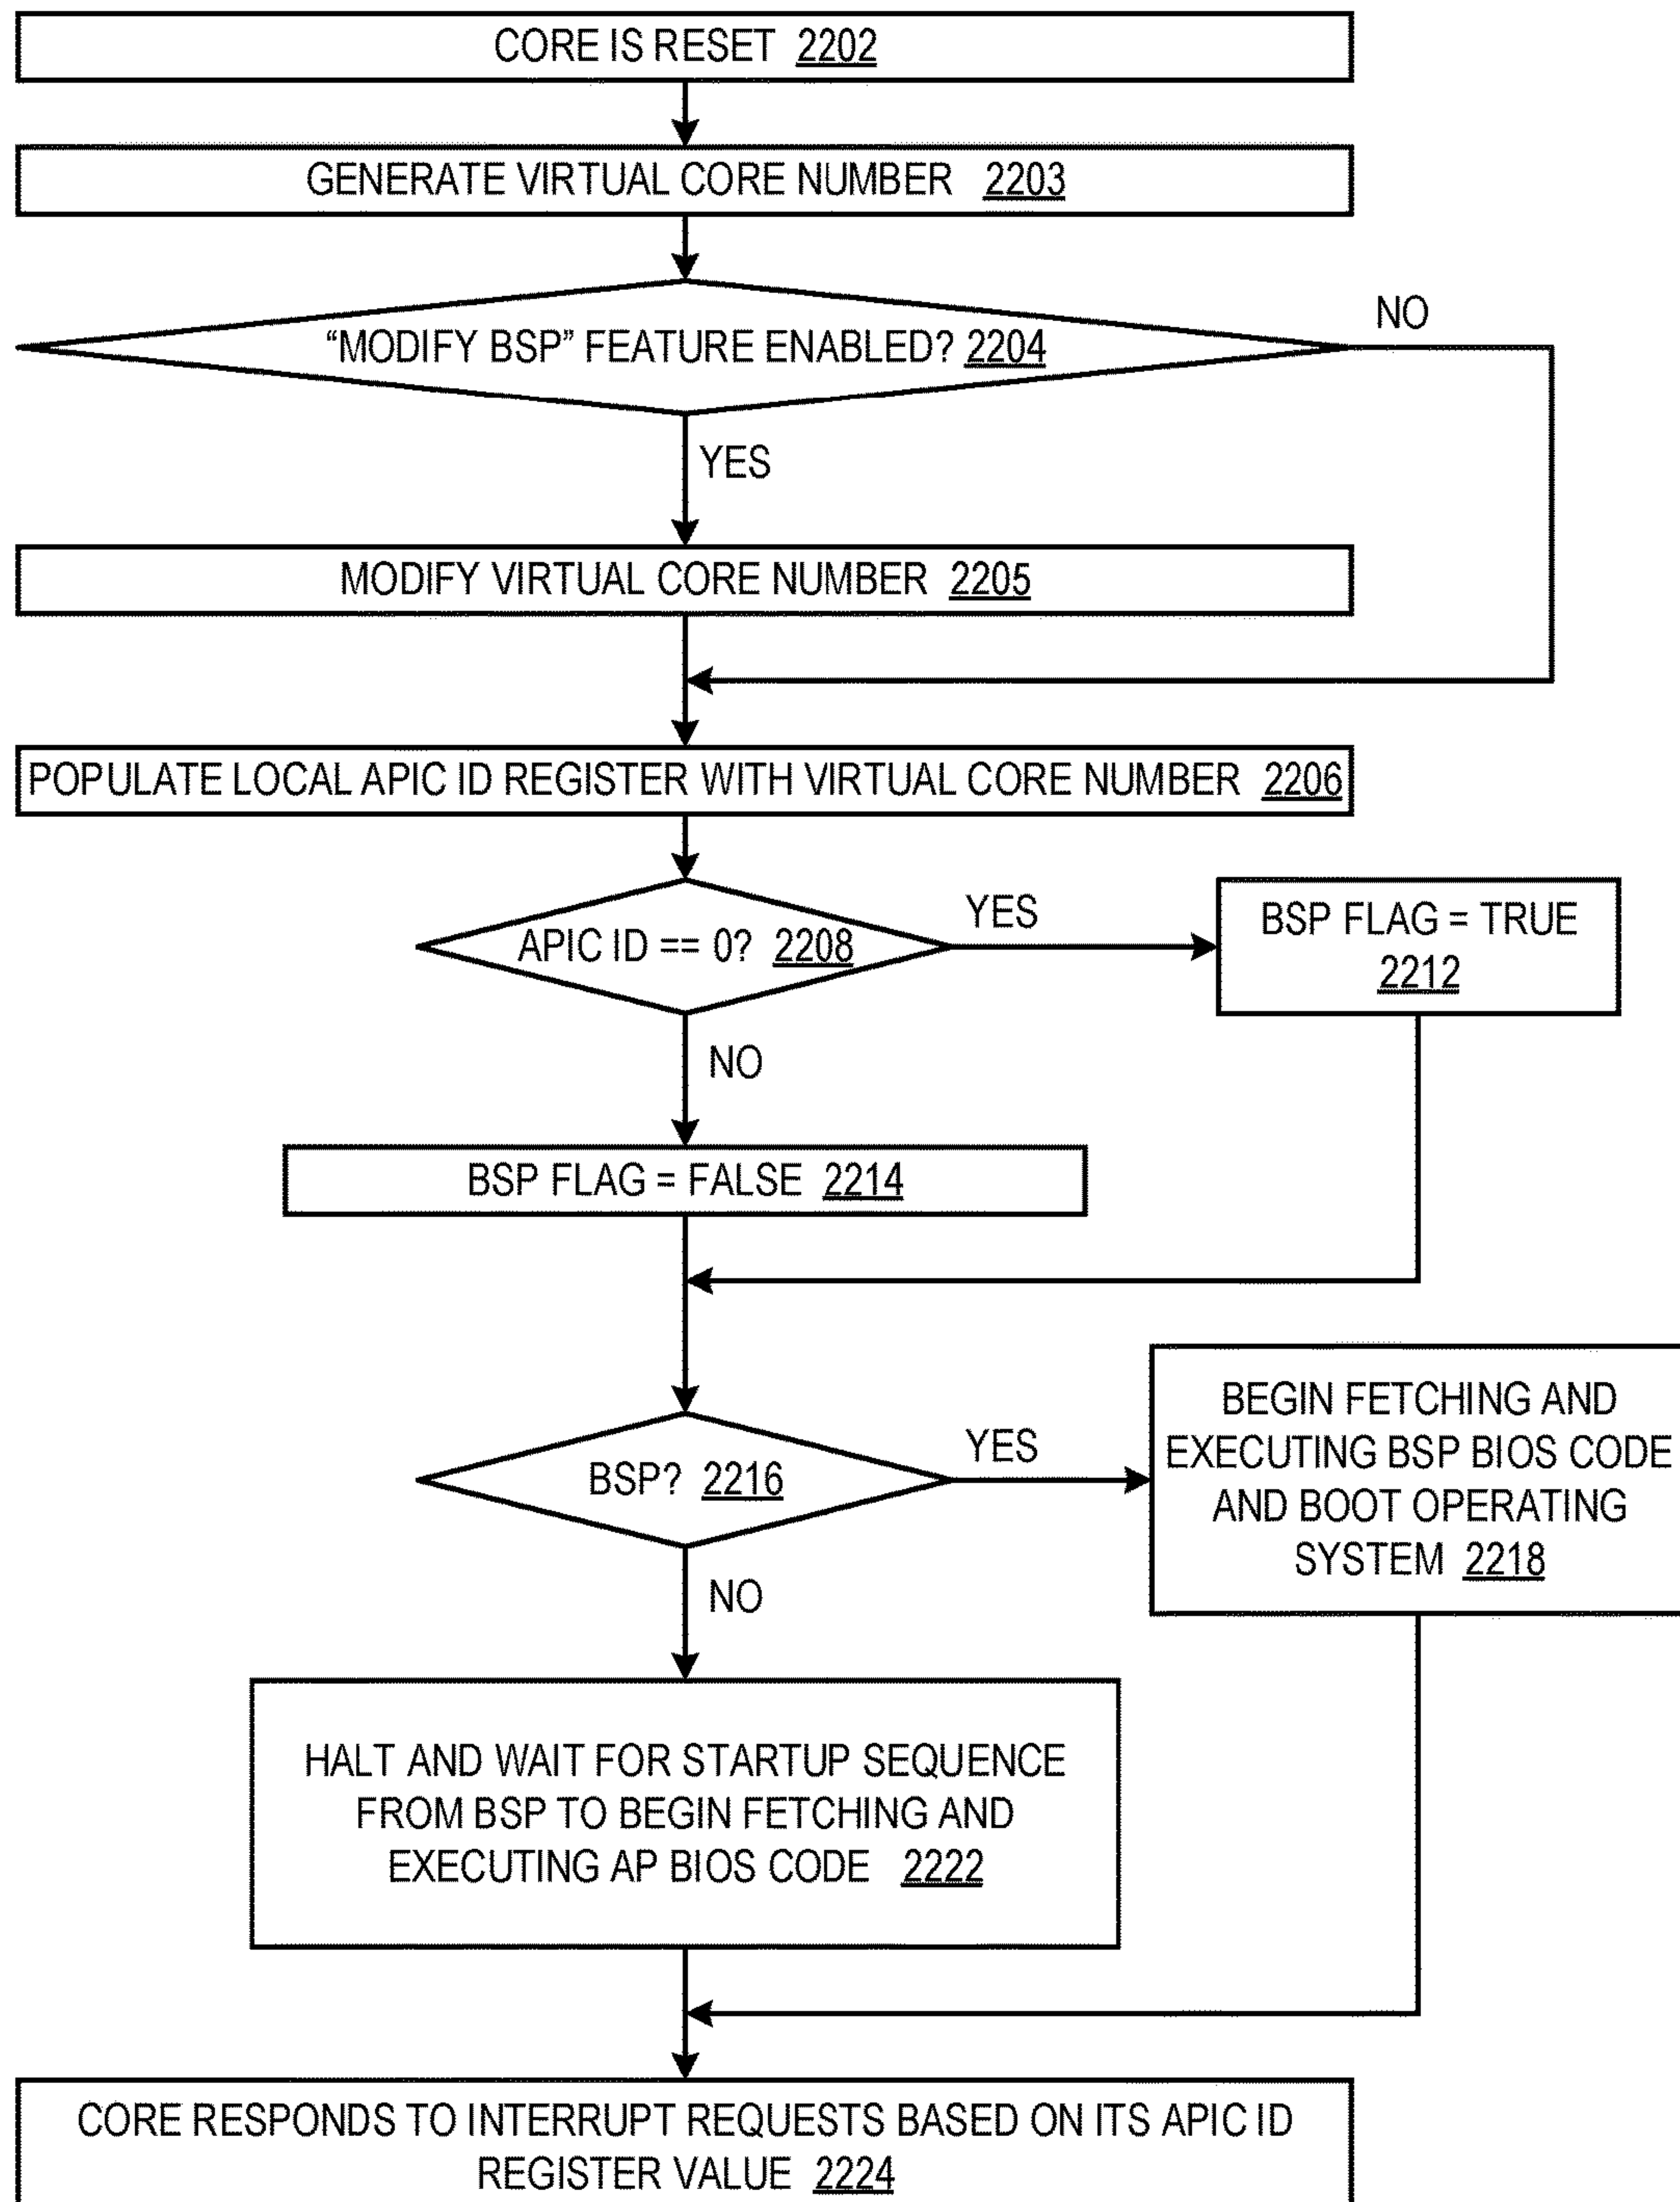 CORE IS RESET 2202
GENERATE VIRTUAL CORE NUMBER 2203
“MODIFY BSP” FEATURE ENABLED? 2204
NO
YES
MODIFY VIRTUAL CORE NUMBER 2205
POPULATE LOCAL APIC ID REGISTER WITH VIRTUAL CORE NUMBER 2206
APIC ID == 0? 2208
YES
BSP FLAG = TRUE
2212
NO
BSP FLAG = FALSE 2214
BSP? 2216
YES
BEGIN FETCHING AND
EXECUTING BSP BIOS CODE
AND BOOT OPERATING
SYSTEM 2218
NO
HALT AND WAIT FOR STARTUP SEQUENCE
FROM BSP TO BEGIN FETCHING AND
EXECUTING AP BIOS CODE 2222
CORE RESPONDS TO INTERRUPT REQUESTS BASED ON ITS APIC ID
REGISTER VALUE 2224